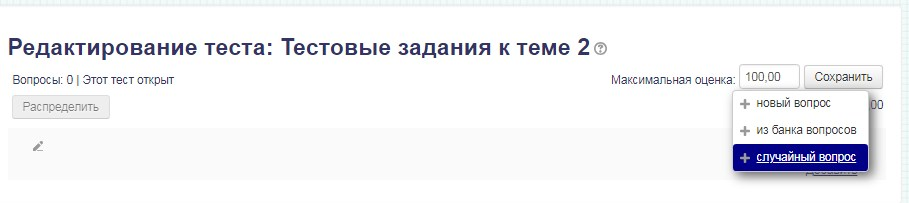 Редактирование теста: Тестовые задания к теме 2
Вопросы: 0 | Этот тест открыт
Максимальная оценка: 100,00 Сохранить
Распределить
новый вопрос
00
из банка вопросов
случайный вопрос